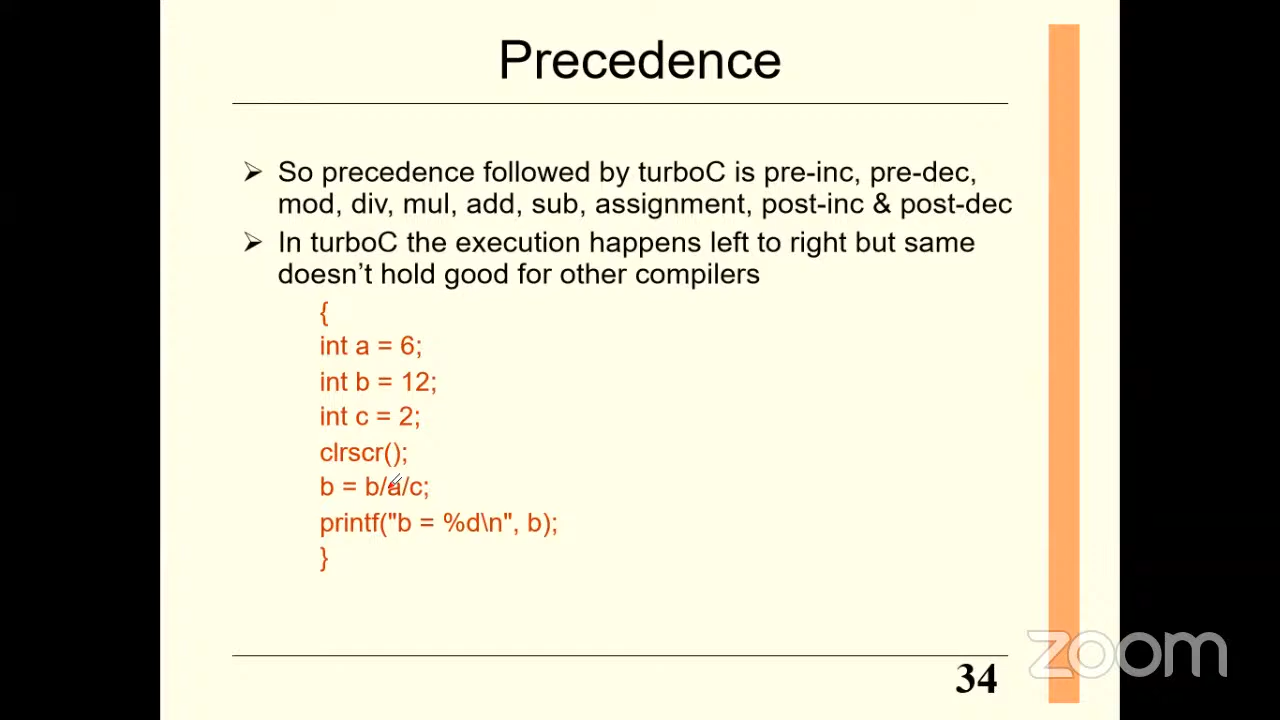 Precedence
➢ So precedence followed by turboC is pre-inc, pre-dec,
mod, div, mul, add, sub, assignment, post-inc & post-dec
➢ In turboC the execution happens left to right but same
doesn’t hold good for other compilers
{
int a = 6;
int b = 12;
int c = 2;
clrscr();
b = b/a/c;
printf("b = %d\n", b);
}
zoom
34